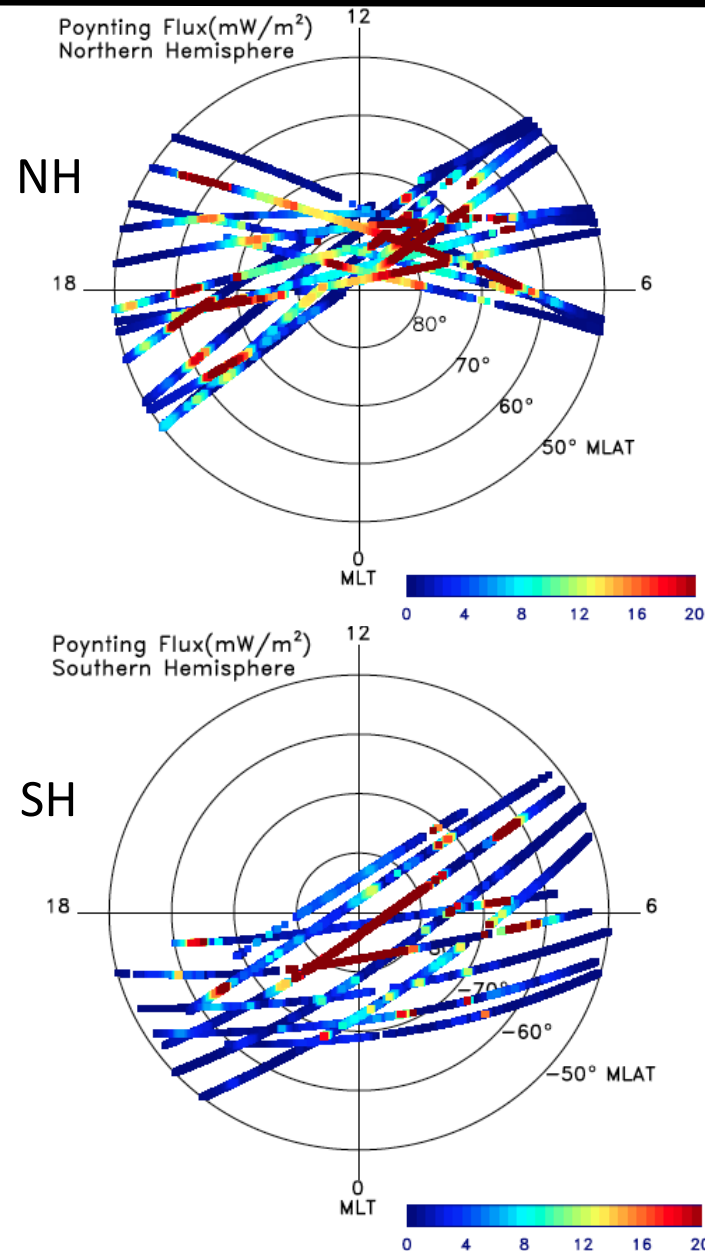 Poynting Flux(mW/m²)
Northern Hemisphere
12
NH
18
6
80°
70°
60°
50° MLAT
0
MLT
0 4 8 12 16 20
Poynting Flux(mW/m²)
Southern Hemisphere
12
SH
18
6
−70°
−60°
−50° MLAT
0
MLT
0 4 8 12 16 20